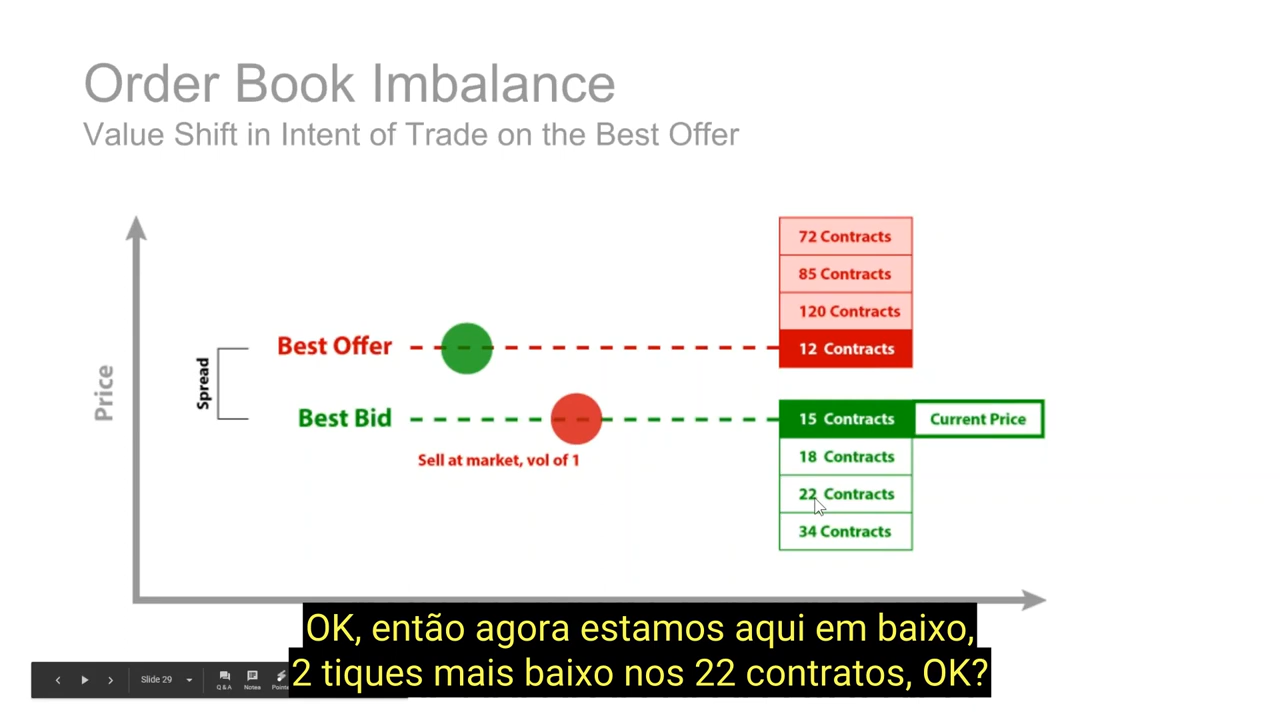 Order Book Imbalance
Value Shift in Intent of Trade on the Best Offer
Price
Spread
Best Offer
Best Bid
Sell at market, vol of 1
72 Contracts
85 Contracts
120 Contracts
12 Contracts
15 Contracts
Current Price
18 Contracts
22 Contracts
34 Contracts
OK, então agora estamos aqui em baixo,
2 tiques mais baixo nos 22 contratos, OK?
Slide 29
Q & A
Notes
Pointe